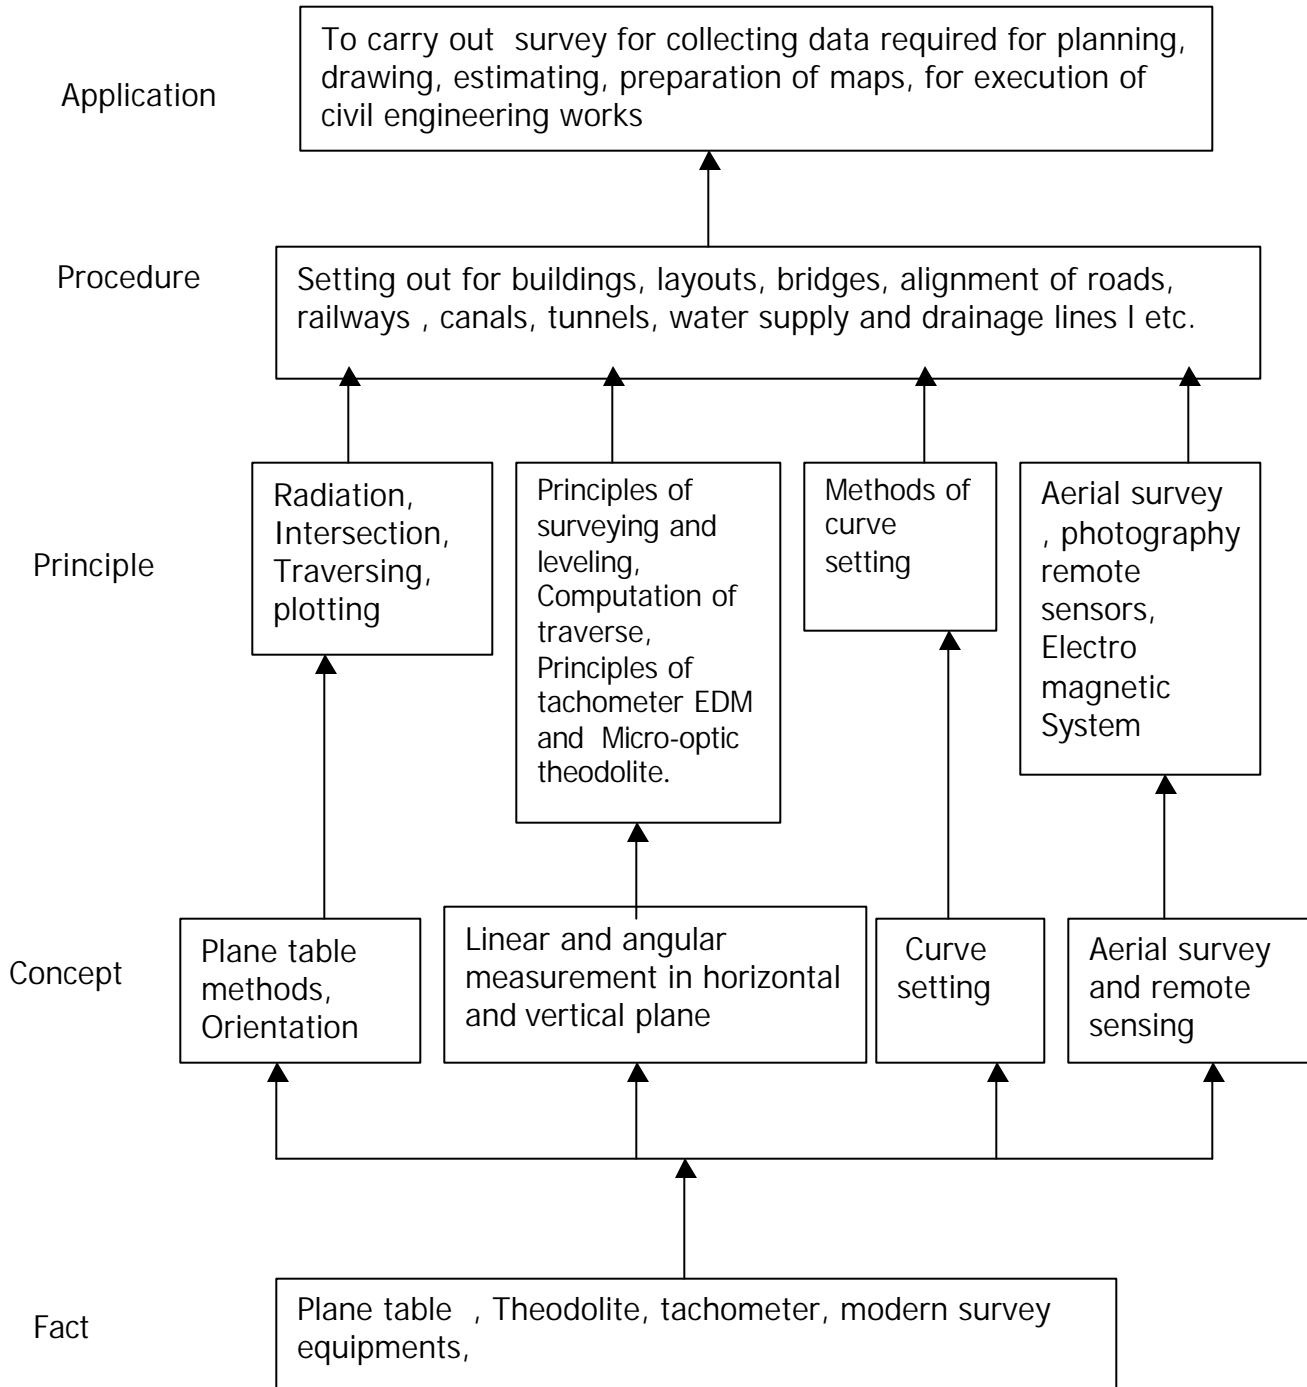 To carry out survey for collecting data required for planning,
drawing, estimating, preparation of maps, for execution of
civil engineering works
Application
Procedure
Setting out for buildings, layouts, bridges, alignment of roads,
railways , canals, tunnels, water supply and drainage lines l etc.
Principle
Radiation,
Intersection,
Traversing,
plotting
Principles of
surveying and
leveling,
Computation of
traverse,
Principles of
tachometer EDM
and Micro-optic
theodolite.
Methods of
curve
setting
Aerial survey
, photography
remote
sensors,
Electro
magnetic
System
Concept
Plane table
methods,
Orientation
Linear and angular
measurement in horizontal
and vertical plane
Curve
setting
Aerial survey
and remote
sensing
Fact
Plane table , Theodolite, tachometer, modern survey
equipments,